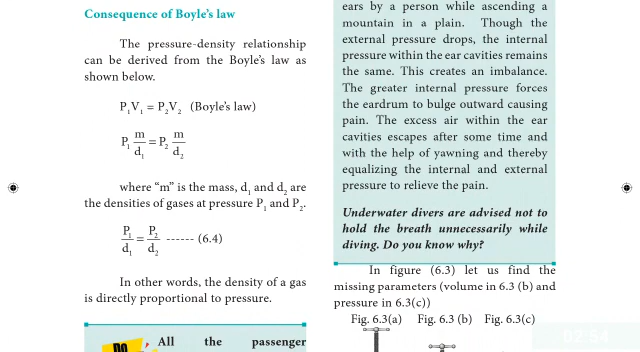 Consequence of Boyle's law
The pressure-density relationship
can be derived from the Boyle's law as
shown below.
P₁V₁ = P₂V₂ (Boyle's law)
P₁ m/d₁ = P₂ m/d₂
where "m" is the mass, d₁ and d₂ are
the densities of gases at pressure P₁ and P₂.
P₁/d₁ = P₂/d₂ ------ (6.4)
In other words, the density of a gas
is directly proportional to pressure.
All the passenger
ears by a person while ascending a
mountain in a plain. Though the
external pressure drops, the internal
pressure within the ear cavities remains
the same. This creates an imbalance.
The greater internal pressure forces
the eardrum to bulge outward causing
pain. The excess air within the ear
cavities escapes after some time and
with the help of yawning and thereby
equalizing the internal and external
pressure to relieve the pain.
Underwater divers are advised not to
hold the breath unnecessarily while
diving. Do you know why?
In figure (6.3) let us find the
missing parameters (volume in 6.3 (b) and
pressure in 6.3(c))
Fig. 6.3(a) Fig. 6.3 (b) Fig. 6.3(c)
02:54